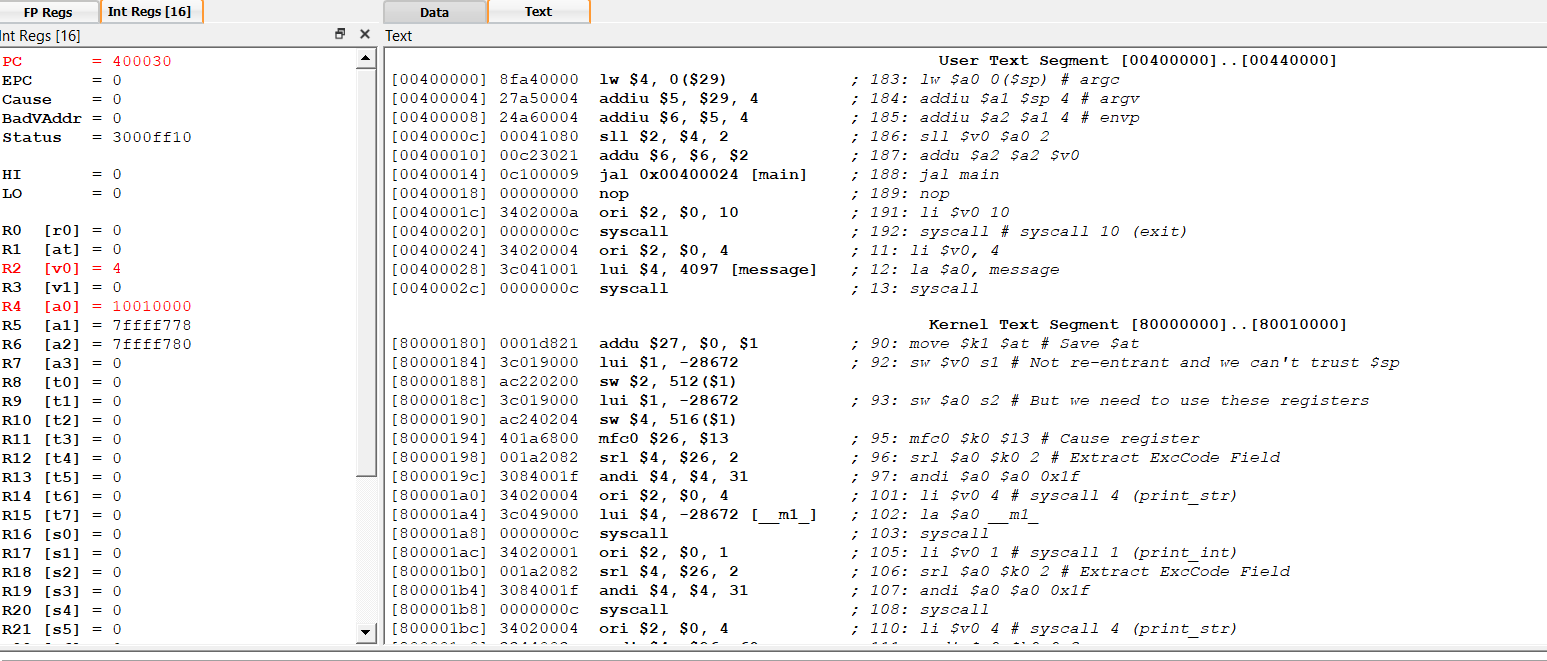 FP Regs Int Regs [16] Data Text
Int Regs [16] Text
PC = 400030
EPC = 0
Cause = 0
BadVAddr = 0
Status = 3000ff10
HI = 0
LO = 0
R0 [r0] = 0
R1 [at] = 0
R2 [v0] = 4
R3 [v1] = 0
R4 [a0] = 10010000
R5 [a1] = 7ffff778
R6 [a2] = 7ffff780
R7 [a3] = 0
R8 [t0] = 0
R9 [t1] = 0
R10 [t2] = 0
R11 [t3] = 0
R12 [t4] = 0
R13 [t5] = 0
R14 [t6] = 0
R15 [t7] = 0
R16 [s0] = 0
R17 [s1] = 0
R18 [s2] = 0
R19 [s3] = 0
R20 [s4] = 0
R21 [s5] = 0
User Text Segment [00400000]..[00440000]
[00400000] 8fa40000 lw $4, 0($29) ; 183: lw $a0 0($sp) # argc
[00400004] 27a50004 addiu $5, $29, 4 ; 184: addiu $a1 $sp 4 # argv
[00400008] 24a60004 addiu $6, $5, 4 ; 185: addiu $a2 $a1 4 # envp
[0040000c] 00041080 sll $2, $4, 2 ; 186: sll $v0 $a0 2
[00400010] 00c23021 addu $6, $6, $2 ; 187: addu $a2 $a2 $v0
[00400014] 0c100009 jal 0x00400024 [main] ; 188: jal main
[00400018] 00000000 nop ; 189: nop
[0040001c] 3402000a ori $2, $0, 10 ; 191: li $v0 10
[00400020] 0000000c syscall ; 192: syscall # syscall 10 (exit)
[00400024] 34020004 ori $2, $0, 4 ; 11: li $v0, 4
[00400028] 3c041001 lui $4, 4097 [message] ; 12: la $a0, message
[0040002c] 0000000c syscall ; 13: syscall
Kernel Text Segment [80000000]..[80010000]
[80000180] 0001d821 addu $27, $0, $1 ; 90: move $k1 $at # Save $at
[80000184] 3c019000 lui $1, -28672 ; 92: sw $v0 s1 # Not re-entrant and we can't trust $sp
[80000188] ac220200 sw $2, 512($1)
[8000018c] 3c019000 lui $1, -28672 ; 93: sw $a0 s2 # But we need to use these registers
[80000190] ac240204 sw $4, 516($1)
[80000194] 401a6800 mfc0 $26, $13 ; 95: mfc0 $k0 $13 # Cause register
[80000198] 001a2082 srl $4, $26, 2 ; 96: srl $a0 $k0 2 # Extract ExcCode Field
[8000019c] 3084001f andi $4, $4, 31 ; 97: andi $a0 $a0 0x1f
[800001a0] 34020004 ori $2, $0, 4 ; 101: li $v0 4 # syscall 4 (print_str)
[800001a4] 3c049000 lui $4, -28672 [__m1_] ; 102: la $a0 __m1_
[800001a8] 0000000c syscall ; 103: syscall
[800001ac] 34020001 ori $2, $0, 1 ; 105: li $v0 1 # syscall 1 (print_int)
[800001b0] 001a2082 srl $4, $26, 2 ; 106: srl $a0 $k0 2 # Extract ExcCode Field
[800001b4] 3084001f andi $4, $4, 31 ; 107: andi $a0 $a0 0x1f
[800001b8] 0000000c syscall ; 108: syscall
[800001bc] 34020004 ori $2, $0, 4 ; 110: li $v0 4 # syscall 4 (print_str)